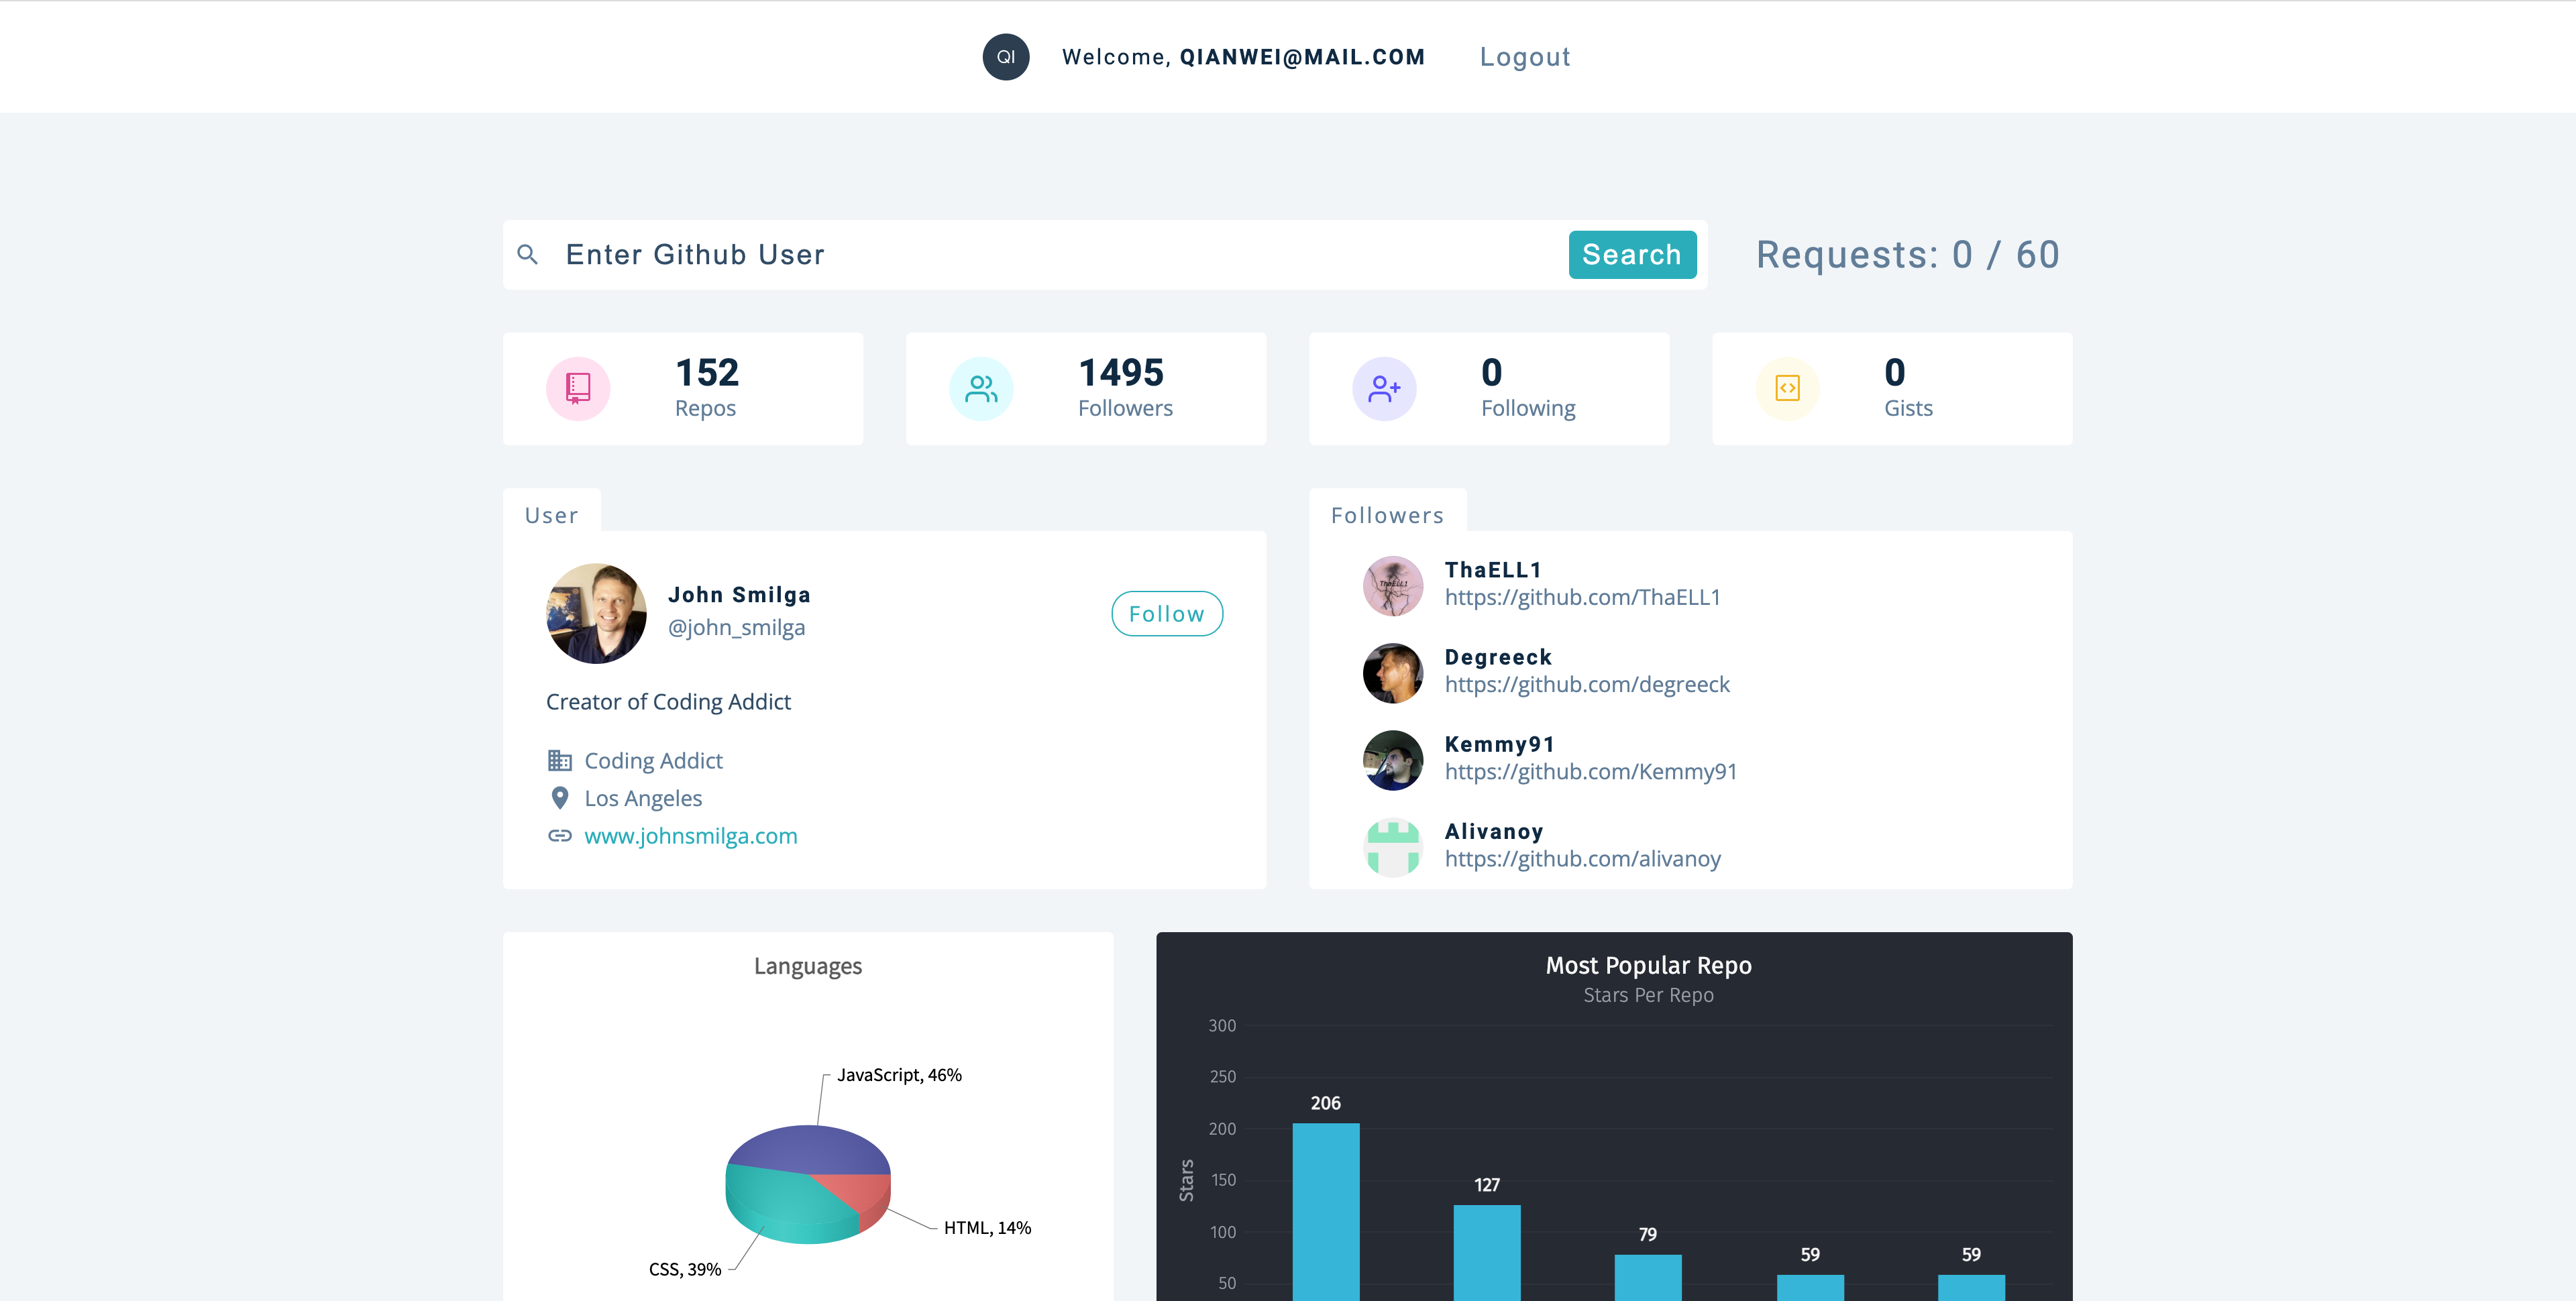 QI
Welcome, QIANWEI@MAIL.COM
Logout
Enter Github User
Search
Requests: 0 / 60
152
Repos
1495
Followers
0
Following
0
Gists
User
John Smilga
@john_smilga
Follow
Creator of Coding Addict
Coding Addict
Los Angeles
www.johnsmilga.com
Followers
ThaELL1
ThaELL1
https://github.com/ThaELL1
Degreeck
https://github.com/degreeck
Kemmy91
https://github.com/Kemmy91
Alivanoy
https://github.com/alivanoy
Languages
JavaScript, 46%
HTML, 14%
CSS, 39%
Most Popular Repo
Stars Per Repo
Stars
300
250
200
150
100
50
206
127
79
59
59